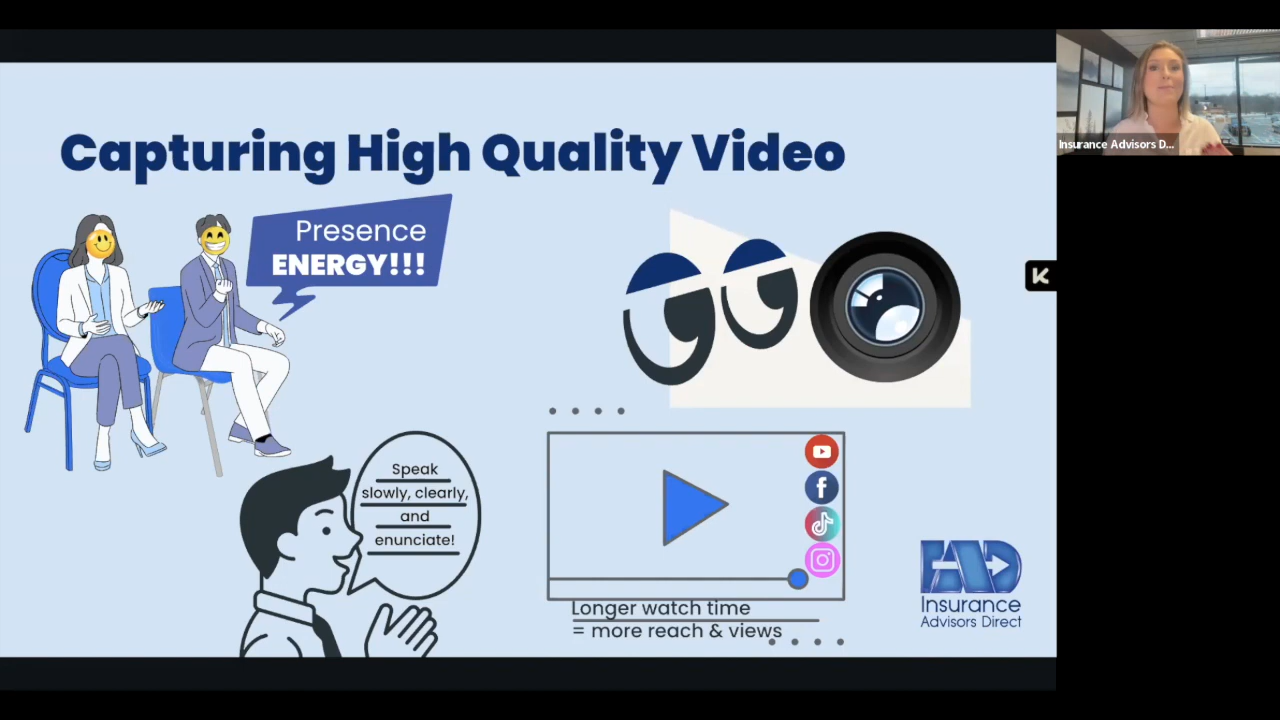 Capturing High Quality Video
Presence
ENERGY!!!
Speak
slowly, clearly,
and
enunciate!
Longer watch time
= more reach & views
IAD
Insurance
Advisors Direct
Insurance Advisors D...
K